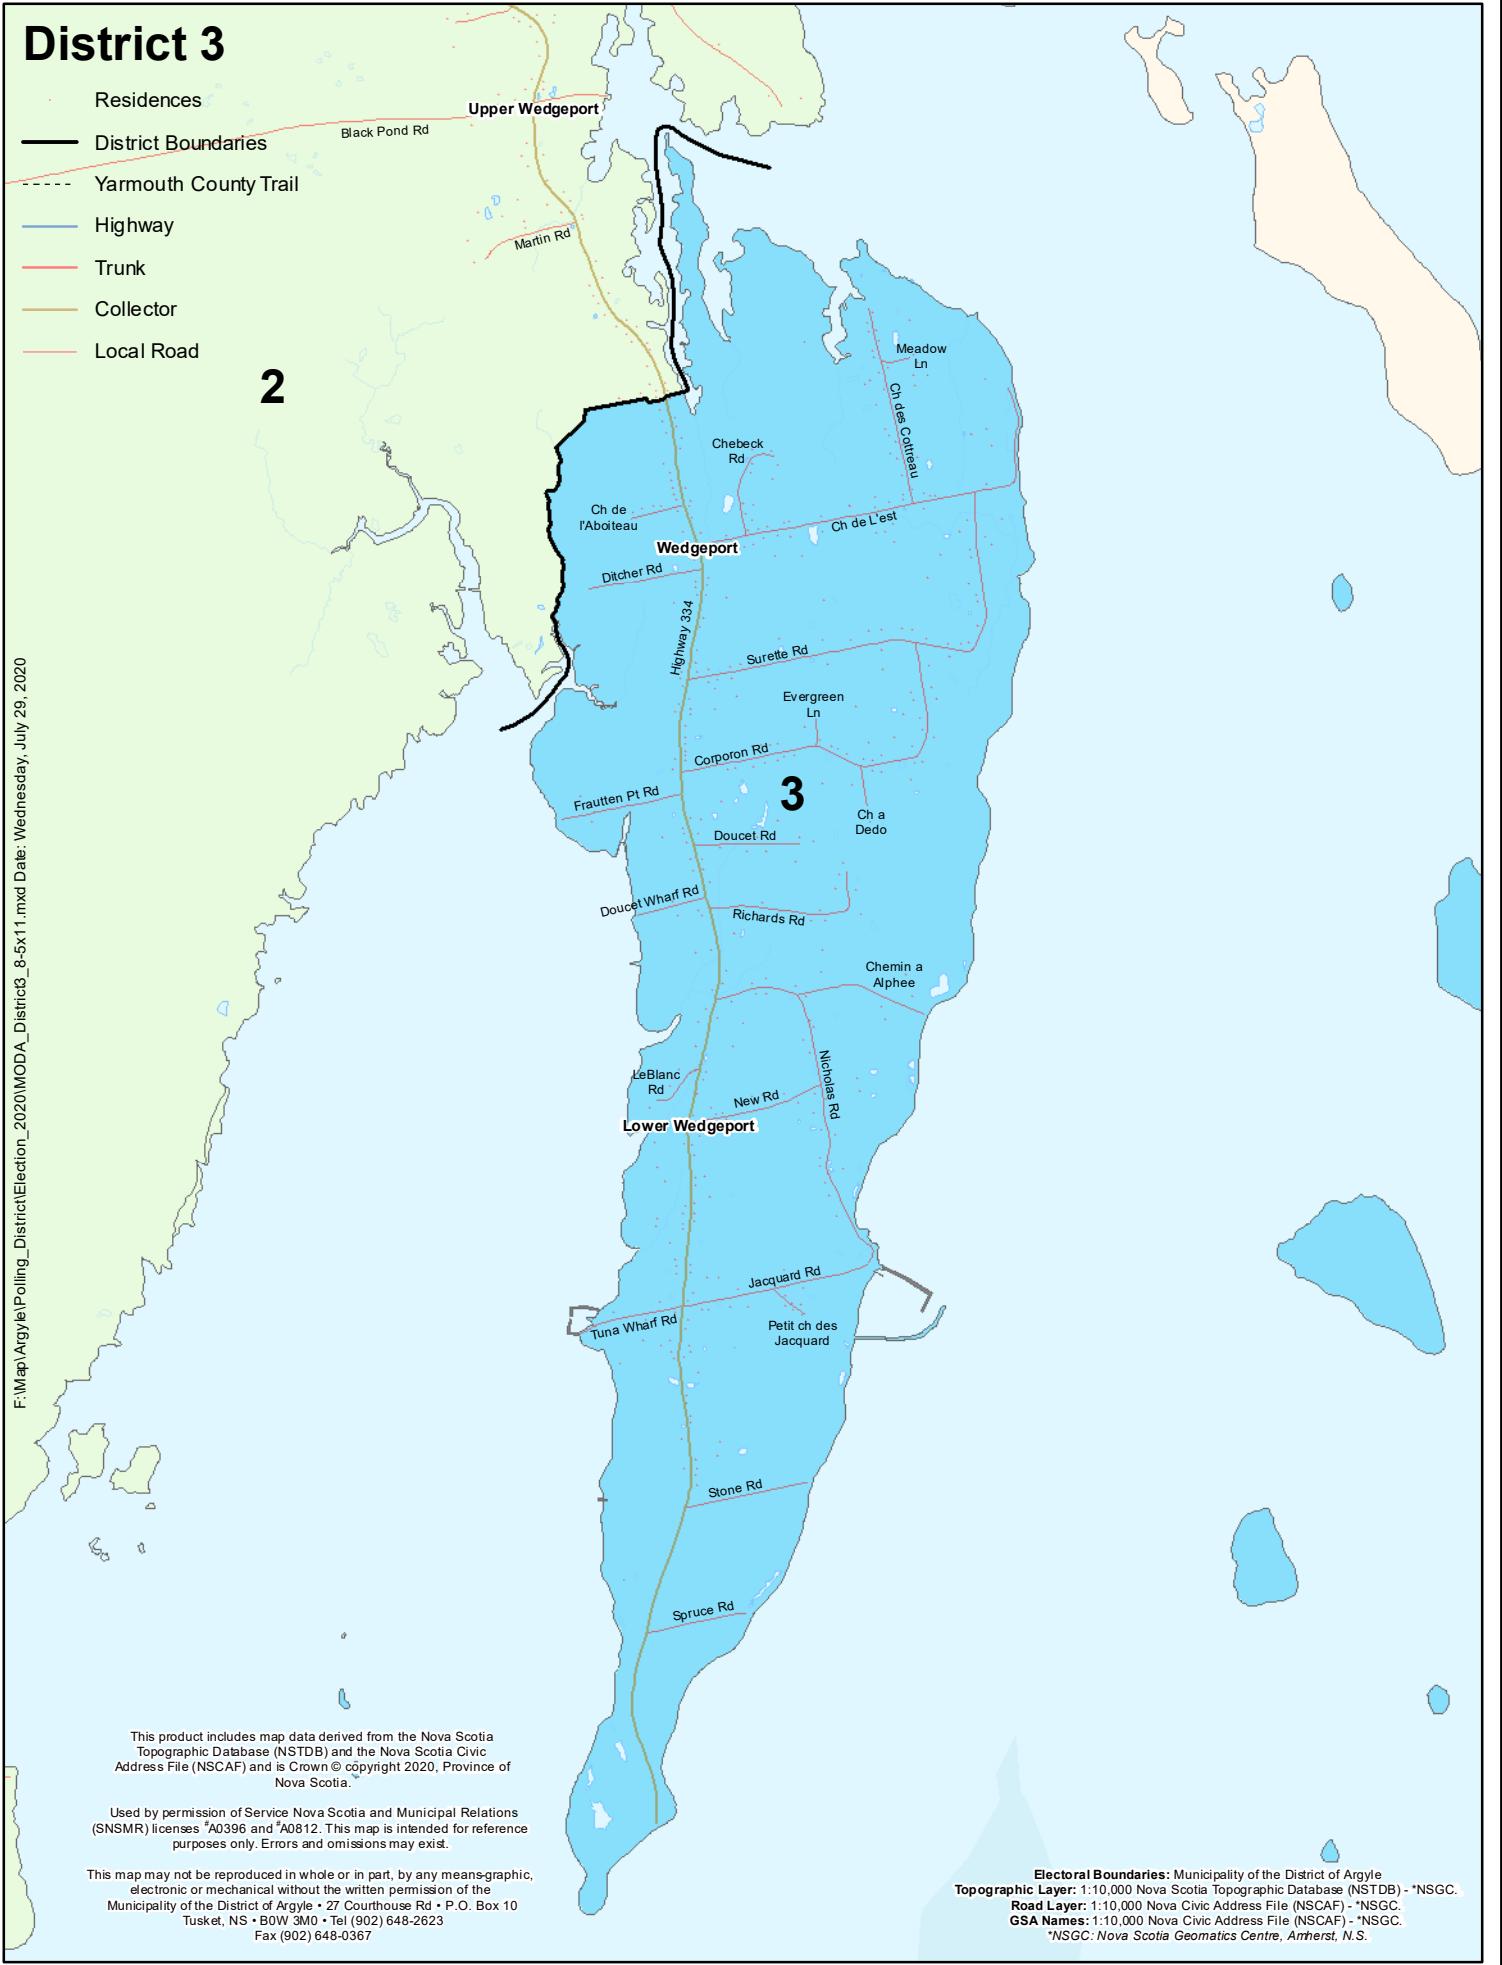 District 3
Residences
District Boundaries
Yarmouth County Trail
Highway
Trunk
Collector
Local Road
Upper Wedgeport
Black Pond Rd
Martin Rd
2
Meadow
Ln
Ch des Cottreau
Chebeck
Rd
Ch de
l'Aboiteau
Ch de L'est
Wedgeport
Ditcher Rd
Highway 334
Surette Rd
Evergreen
Ln
Corporon Rd
3
Frautten Pt Rd
Ch a
Dedo
Doucet Rd
Doucet Wharf Rd
Richards Rd
Chemin a
Alphee
Nicholas Rd
LeBlanc
Rd
New Rd
Lower Wedgeport
Jacquard Rd
Tuna Wharf Rd
Petit ch des
Jacquard
Stone Rd
Spruce Rd
F:\Map\Argyle\Polling_District\Election_2020\MODA_District3_8-5x11.mxd Date: Wednesday, July 29, 2020
This product includes map data derived from the Nova Scotia
Topographic Database (NSTDB) and the Nova Scotia Civic
Address File (NSCAF) and is Crown © copyright 2020, Province of
Nova Scotia.
Used by permission of Service Nova Scotia and Municipal Relations
(SNSMR) licenses #A0396 and #A0812. This map is intended for reference
purposes only. Errors and omissions may exist.
This map may not be reproduced in whole or in part, by any means-graphic,
electronic or mechanical without the written permission of the
Municipality of the District of Argyle • 27 Courthouse Rd • P.O. Box 10
Tusket, NS • B0W 3M0 • Tel (902) 648-2623
Fax (902) 648-0367
Electoral Boundaries: Municipality of the District of Argyle
Topographic Layer: 1:10,000 Nova Scotia Topographic Database (NSTDB) - *NSGC.
Road Layer: 1:10,000 Nova Civic Address File (NSCAF) - *NSGC.
GSA Names: 1:10,000 Nova Civic Address File (NSCAF) - *NSGC.
*NSGC: Nova Scotia Geomatics Centre, Amherst, N.S.